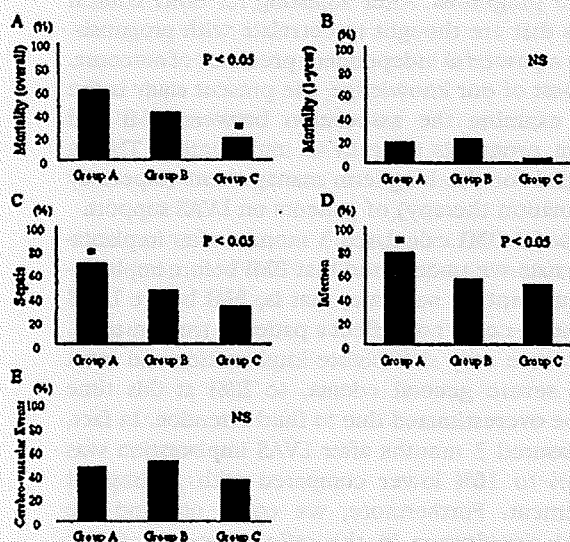 A
(%)
Mortality (overall)
100
80
60
40
20
0
P < 0.05
Group A Group B Group C
B
(%)
Mortality (1-year)
100
80
60
40
20
0
NS
Group A Group B Group C
C
(%)
Sepsis
100
80
60
40
20
0
P < 0.05
Group A Group B Group C
D
(%)
Infection
100
80
60
40
20
0
P < 0.05
Group A Group B Group C
E
(%)
Cerebro-vascular Events
100
80
60
40
20
0
NS
Group A Group B Group C